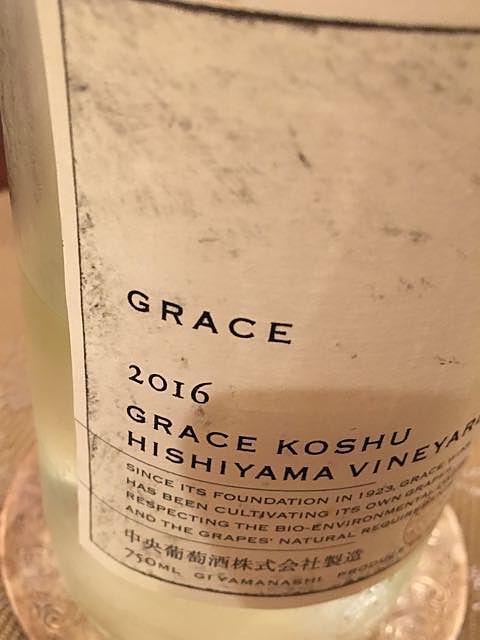 GRACE
2016
GRACE KOSHU
HISHIYAMA VINEYARD
SINCE ITS FOUNDATION IN 1923, GRACE
HAS BEEN CULTIVATING ITS OWN
RESPECTING THE BIO-ENVIRONMENTAL
AND THE GRAPES' NATURAL
中央葡萄酒株式会社製造
750ML GI YAMANASHI